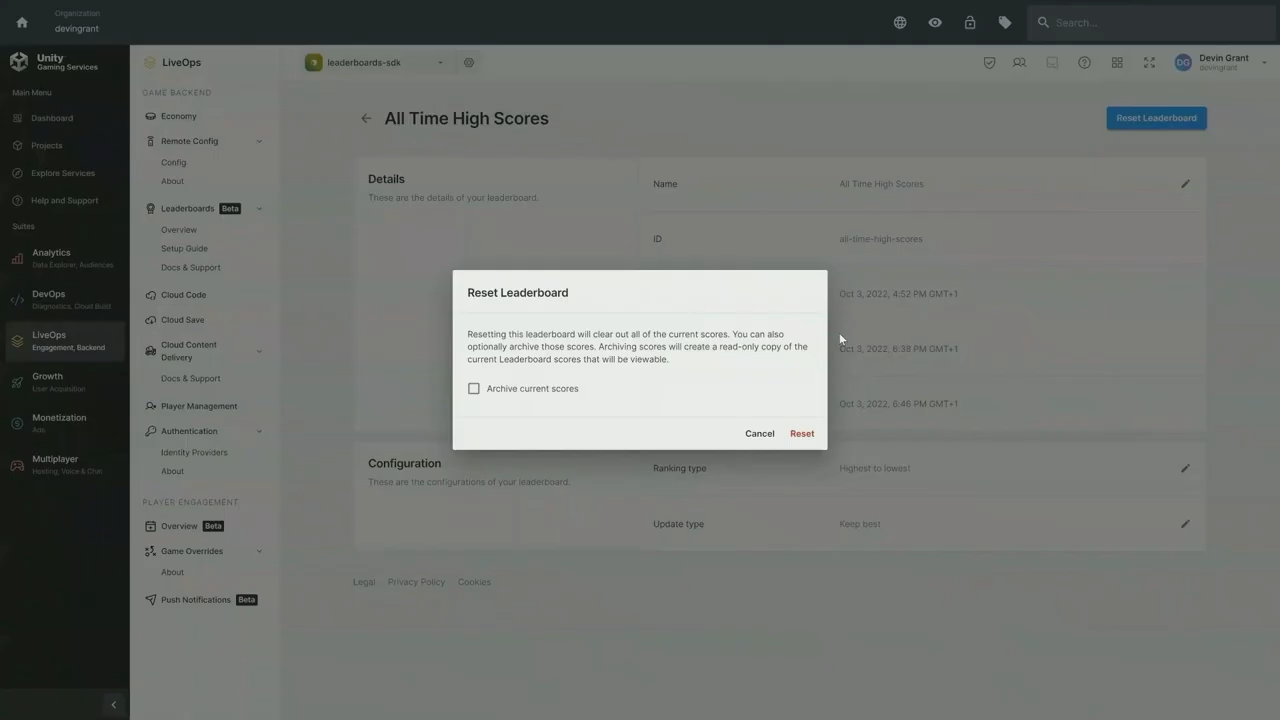 Organization
devingrant
Search...
Unity
Gaming Services
Main Menu
Dashboard
Projects
Explore Services
Help and Support
Suites
Analytics
Data Explorer, Audiences
DevOps
Diagnostics, Cloud Build
LiveOps
Engagement, Backend
Growth
User Acquisition
Monetization
Ads
Multiplayer
Hosting, Voice & Chat
LiveOps
GAME BACKEND
Economy
Remote Config
Config
About
Leaderboards Beta
Overview
Setup Guide
Docs & Support
Cloud Code
Cloud Save
Cloud Content
Delivery
Docs & Support
Player Management
Authentication
Identity Providers
About
PLAYER ENGAGEMENT
Overview Beta
Game Overrides
About
Push Notifications Beta
leaderboards-sdk
DG
Devin Grant
devingrant
All Time High Scores
Reset Leaderboard
Details
These are the details of your leaderboard.
Name
All Time High Scores
ID
all-time-high-scores
Oct 3, 2022, 4:52 PM GMT+1
Oct 3, 2022, 6:38 PM GMT+1
Oct 3, 2022, 6:46 PM GMT+1
Reset Leaderboard
Resetting this leaderboard will clear out all of the current scores. You can also
optionally archive those scores. Archiving scores will create a read-only copy of the
current Leaderboard scores that will be viewable.
Archive current scores
Cancel
Reset
Configuration
These are the configurations of your leaderboard.
Ranking type
Highest to lowest
Update type
Keep best
Legal
Privacy Policy
Cookies